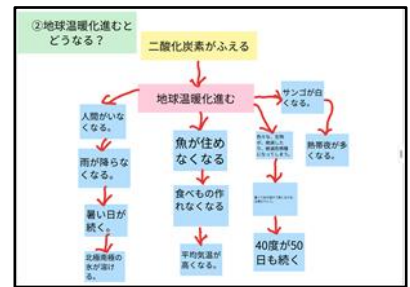 ②地球温暖化進むと
どうなる？
二酸化炭素がふえる
地球温暖化進む
サンゴが白
くなる。
人間がいな
くなる。
魚が住め
なくなる
熱帯夜が多
くなる。
雨が降らな
くなる。
食べもの作
れなくなる
暑い日が
続く。
北極南極の
氷が溶け
る。
平均気温が
高くなる。
40度が50
日も続く